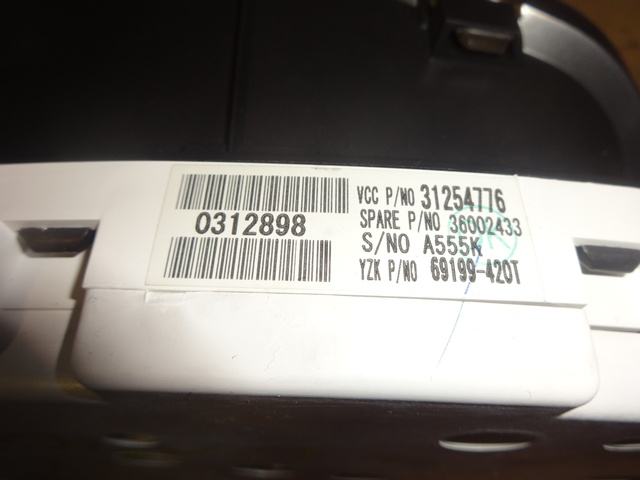 0312898
VCC P/NO 31254776
SPARE P/NO 36002433
S/NO A555K
YZK P/NO 69199-420T